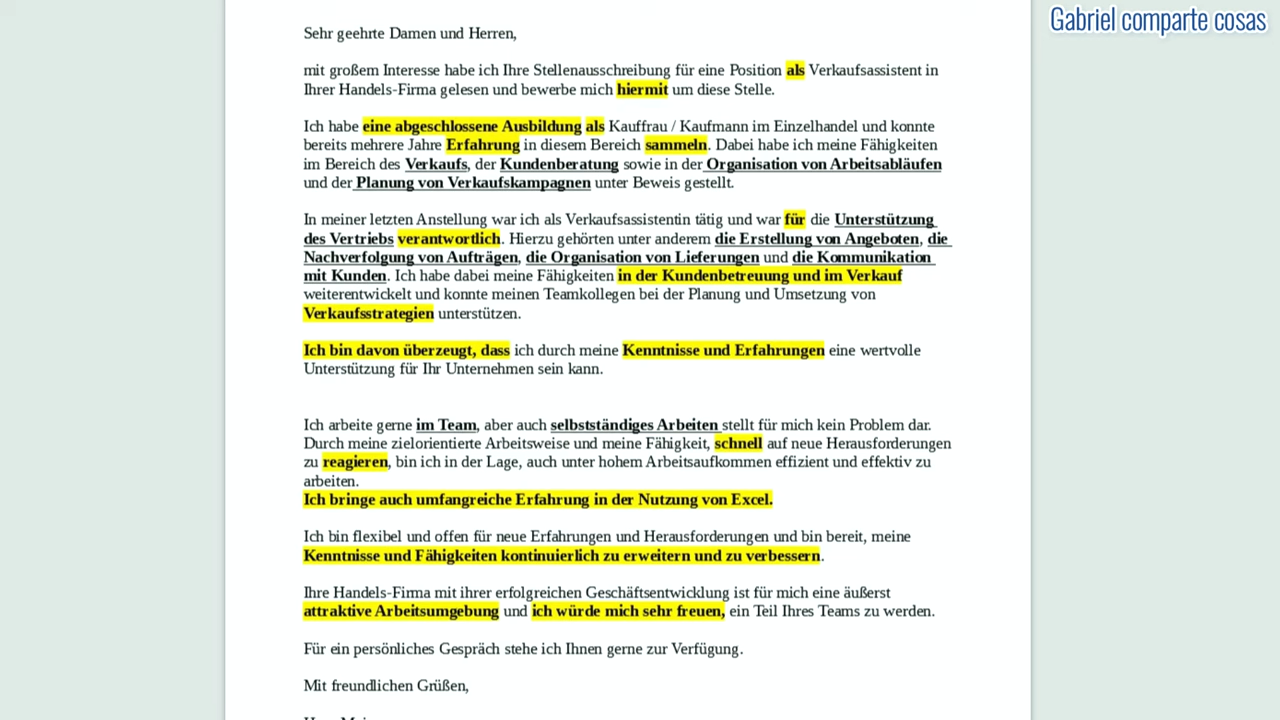 Gabriel comparte cosas
Sehr geehrte Damen und Herren,
mit großem Interesse habe ich Ihre Stellenausschreibung für eine Position als Verkaufsassistent in
Ihrer Handels-Firma gelesen und bewerbe mich hiermit um diese Stelle.
Ich habe eine abgeschlossene Ausbildung als Kauffrau / Kaufmann im Einzelhandel und konnte
bereits mehrere Jahre Erfahrung in diesem Bereich sammeln. Dabei habe ich meine Fähigkeiten
im Bereich des Verkaufs, der Kundenberatung sowie in der Organisation von Arbeitsabläufen
und der Planung von Verkaufskampagnen unter Beweis gestellt.
In meiner letzten Anstellung war ich als Verkaufsassistentin tätig und war für die Unterstützung
des Vertriebs verantwortlich. Hierzu gehörten unter anderem die Erstellung von Angeboten, die
Nachverfolgung von Aufträgen, die Organisation von Lieferungen und die Kommunikation
mit Kunden. Ich habe dabei meine Fähigkeiten in der Kundenbetreuung und im Verkauf
weiterentwickelt und konnte meinen Teamkollegen bei der Planung und Umsetzung von
Verkaufsstrategien unterstützen.
Ich bin davon überzeugt, dass ich durch meine Kenntnisse und Erfahrungen eine wertvolle
Unterstützung für Ihr Unternehmen sein kann.
Ich arbeite gerne im Team, aber auch selbstständiges Arbeiten stellt für mich kein Problem dar.
Durch meine zielorientierte Arbeitsweise und meine Fähigkeit, schnell auf neue Herausforderungen
zu reagieren, bin ich in der Lage, auch unter hohem Arbeitsaufkommen effizient und effektiv zu
arbeiten.
Ich bringe auch umfangreiche Erfahrung in der Nutzung von Excel.
Ich bin flexibel und offen für neue Erfahrungen und Herausforderungen und bin bereit, meine
Kenntnisse und Fähigkeiten kontinuierlich zu erweitern und zu verbessern.
Ihre Handels-Firma mit ihrer erfolgreichen Geschäftsentwicklung ist für mich eine äußerst
attraktive Arbeitsumgebung und ich würde mich sehr freuen, ein Teil Ihres Teams zu werden.
Für ein persönliches Gespräch stehe ich Ihnen gerne zur Verfügung.
Mit freundlichen Grüßen,